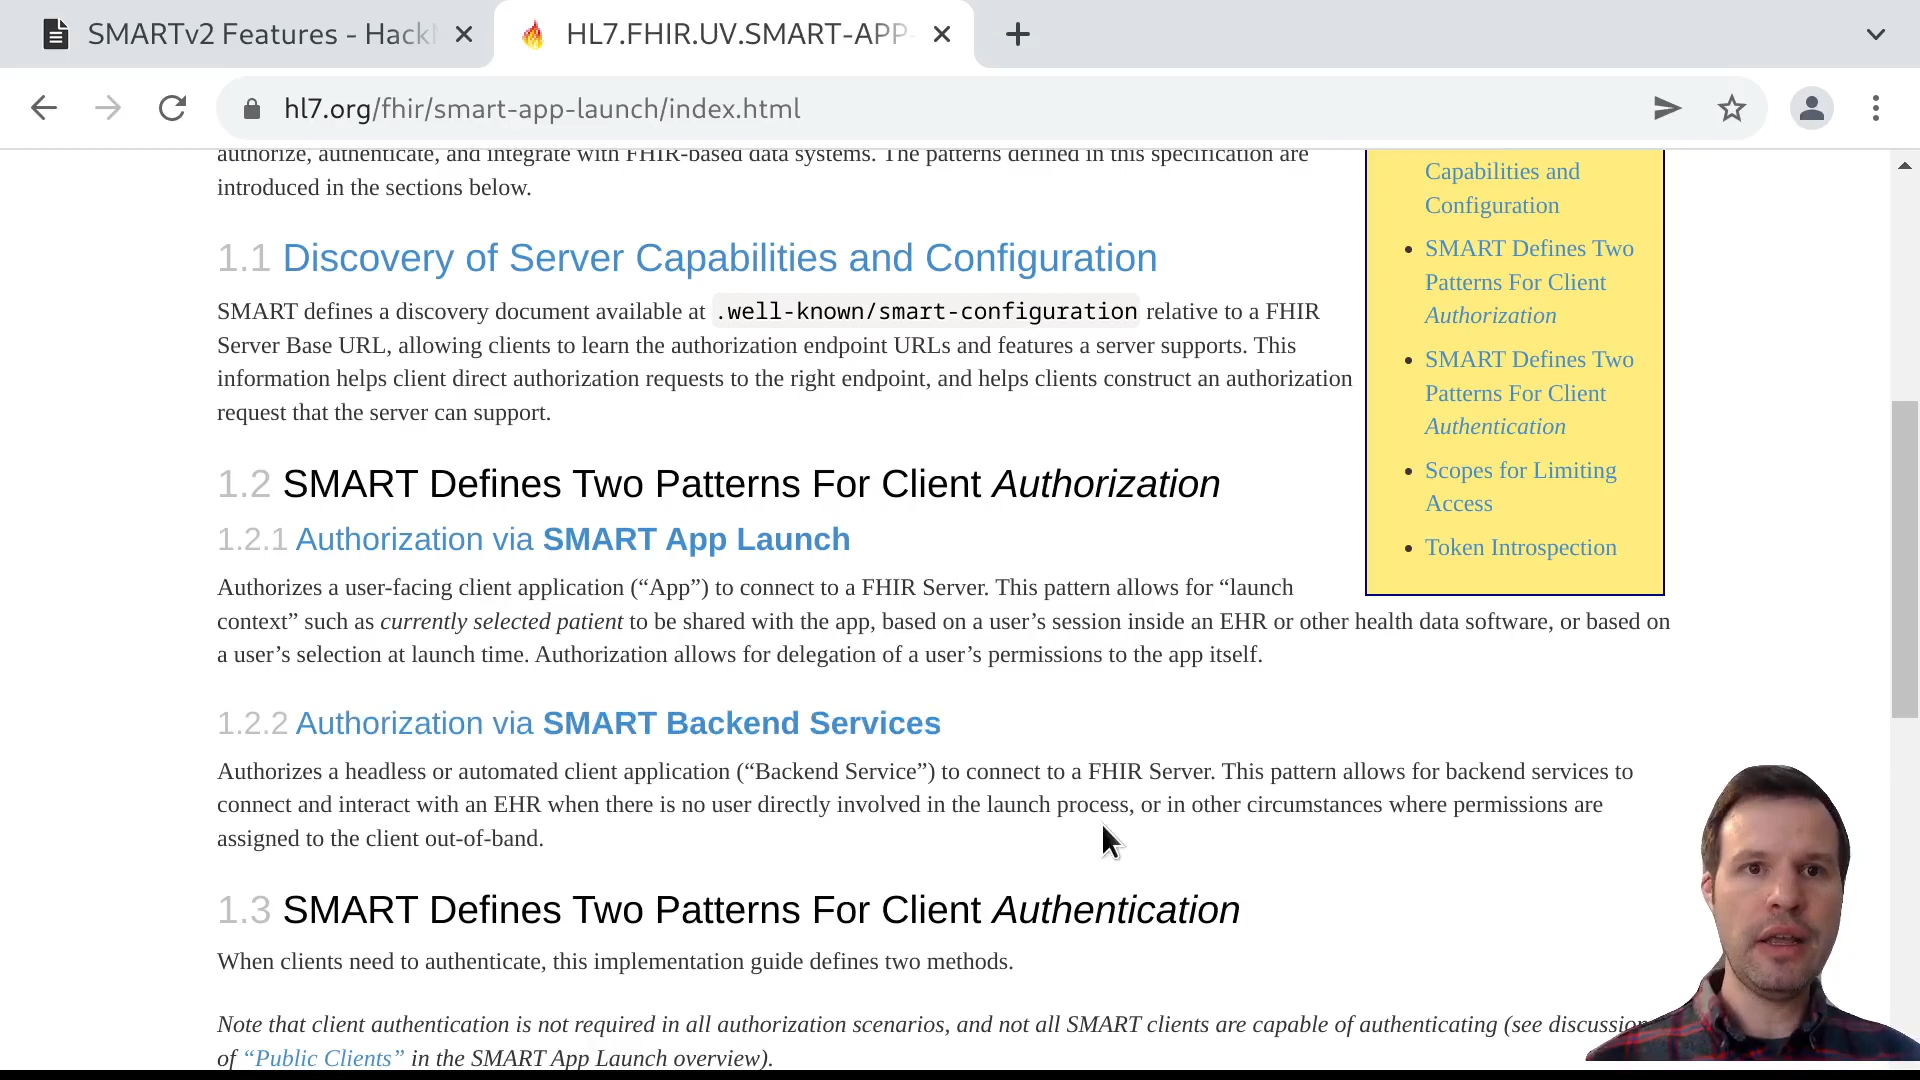 SMARTv2 Features - Hack
HL7.FHIR.UV.SMART-APP-
hl7.org/fhir/smart-app-launch/index.html
authorize, authenticate, and integrate with FHIR-based data systems. The patterns defined in this specification are
introduced in the sections below.
1.1 Discovery of Server Capabilities and Configuration
SMART defines a discovery document available at .well-known/smart-configuration relative to a FHIR
Server Base URL, allowing clients to learn the authorization endpoint URLs and features a server supports. This
information helps client direct authorization requests to the right endpoint, and helps clients construct an authorization
request that the server can support.
1.2 SMART Defines Two Patterns For Client Authorization
1.2.1 Authorization via SMART App Launch
Authorizes a user-facing client application (“App”) to connect to a FHIR Server. This pattern allows for “launch
context” such as currently selected patient to be shared with the app, based on a user’s session inside an EHR or other health data software, or based on
a user’s selection at launch time. Authorization allows for delegation of a user’s permissions to the app itself.
1.2.2 Authorization via SMART Backend Services
Authorizes a headless or automated client application (“Backend Service”) to connect to a FHIR Server. This pattern allows for backend services to
connect and interact with an EHR when there is no user directly involved in the launch process, or in other circumstances where permissions are
assigned to the client out-of-band.
1.3 SMART Defines Two Patterns For Client Authentication
When clients need to authenticate, this implementation guide defines two methods.
Note that client authentication is not required in all authorization scenarios, and not all SMART clients are capable of authenticating (see discussion
of “Public Clients” in the SMART App Launch overview).
Capabilities and
Configuration
• SMART Defines Two
Patterns For Client
Authorization
• SMART Defines Two
Patterns For Client
Authentication
• Scopes for Limiting
Access
• Token Introspection